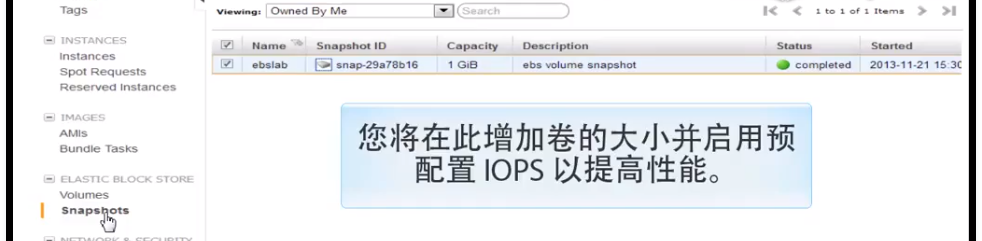 Tags
Viewing: Owned By Me Search 1 to 1 of 1 Items
INSTANCES
Name Snapshot ID Capacity Description Status Started
Instances
ebslab snap-29a78b16 1 GiB ebs volume snapshot completed 2013-11-21 15:30
Spot Requests
Reserved Instances
IMAGES
AMIs
Bundle Tasks
您将在此增加卷的大小并启用预
配置 IOPS 以提高性能。
ELASTIC BLOCK STORE
Volumes
Snapshots
NETWORK & SECURITY